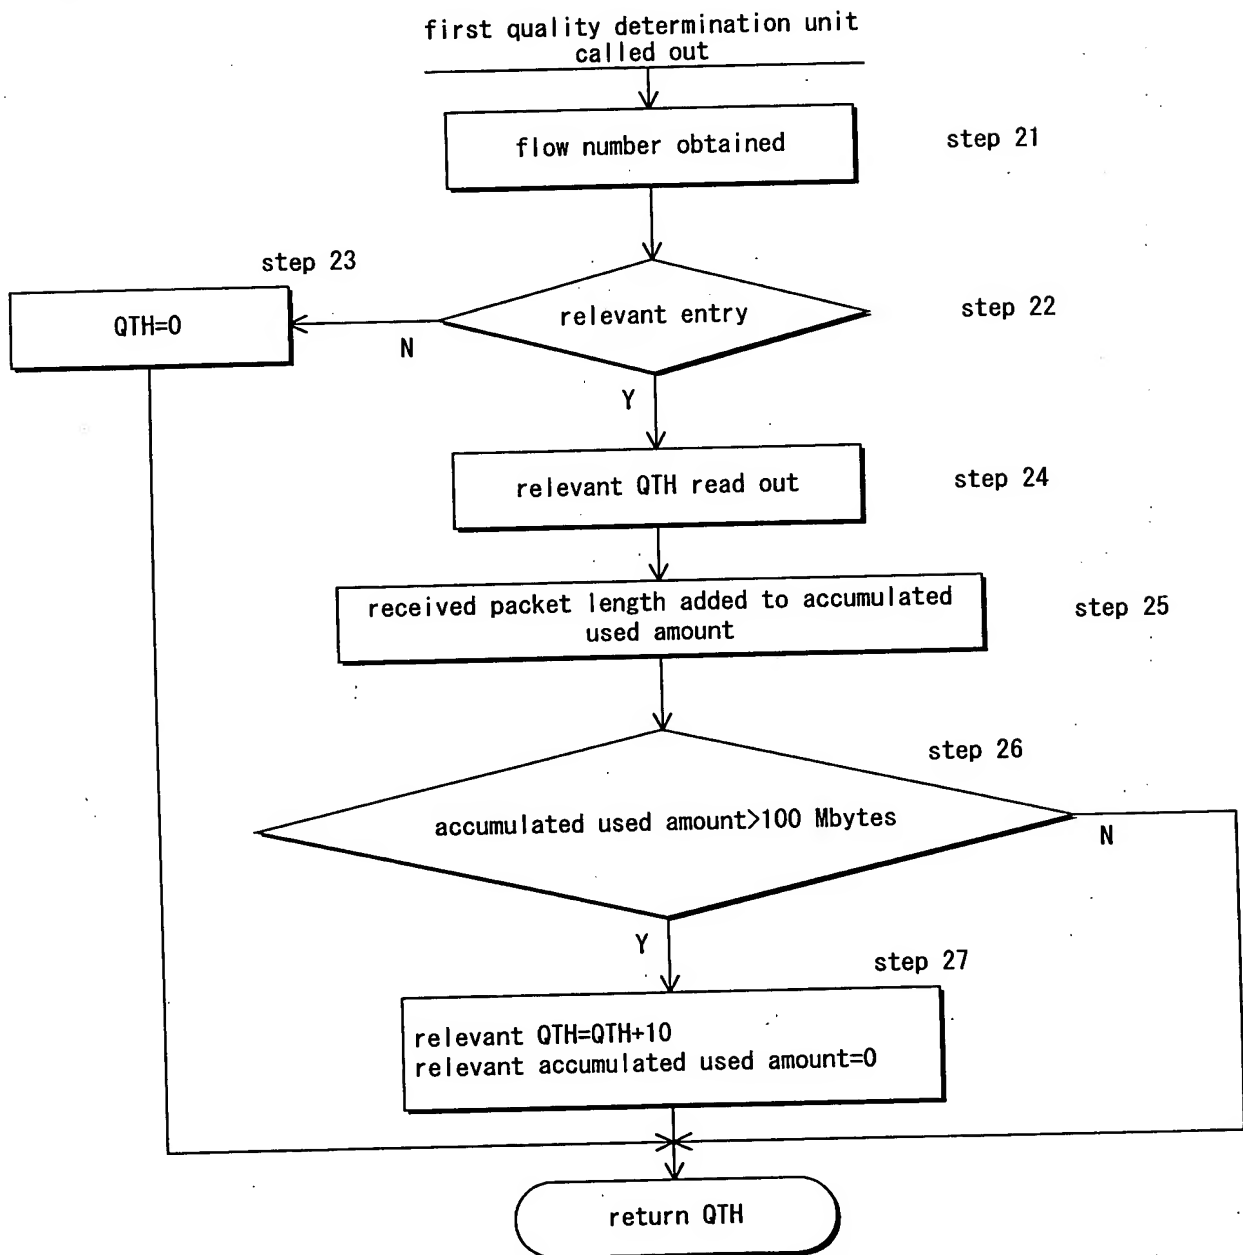 first quality determination unit
called out
flow number obtained
step 21
step 23
QTH=0
N
relevant entry
step 22
Y
relevant QTH read out
step 24
received packet length added to accumulated
used amount
step 25
step 26
accumulated used amount>100 Mbytes
N
Y
step 27
relevant QTH=QTH+10
relevant accumulated used amount=0
return QTH